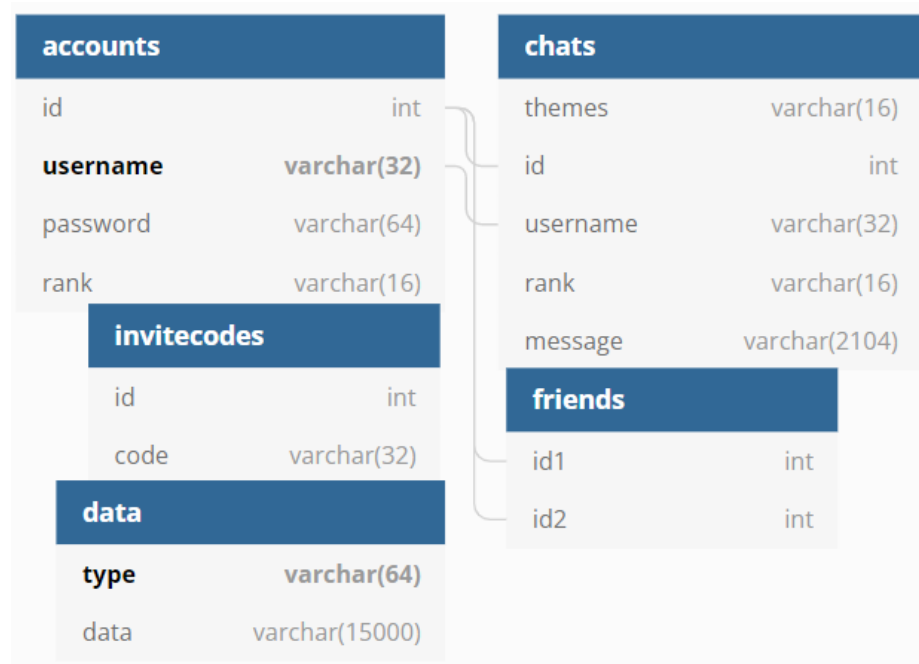 accounts
id int
username varchar(32)
password varchar(64)
rank varchar(16)
chats
themes varchar(16)
id int
username varchar(32)
rank varchar(16)
message varchar(2104)
invitecodes
id int
code varchar(32)
friends
id1 int
id2 int
data
type varchar(64)
data varchar(15000)